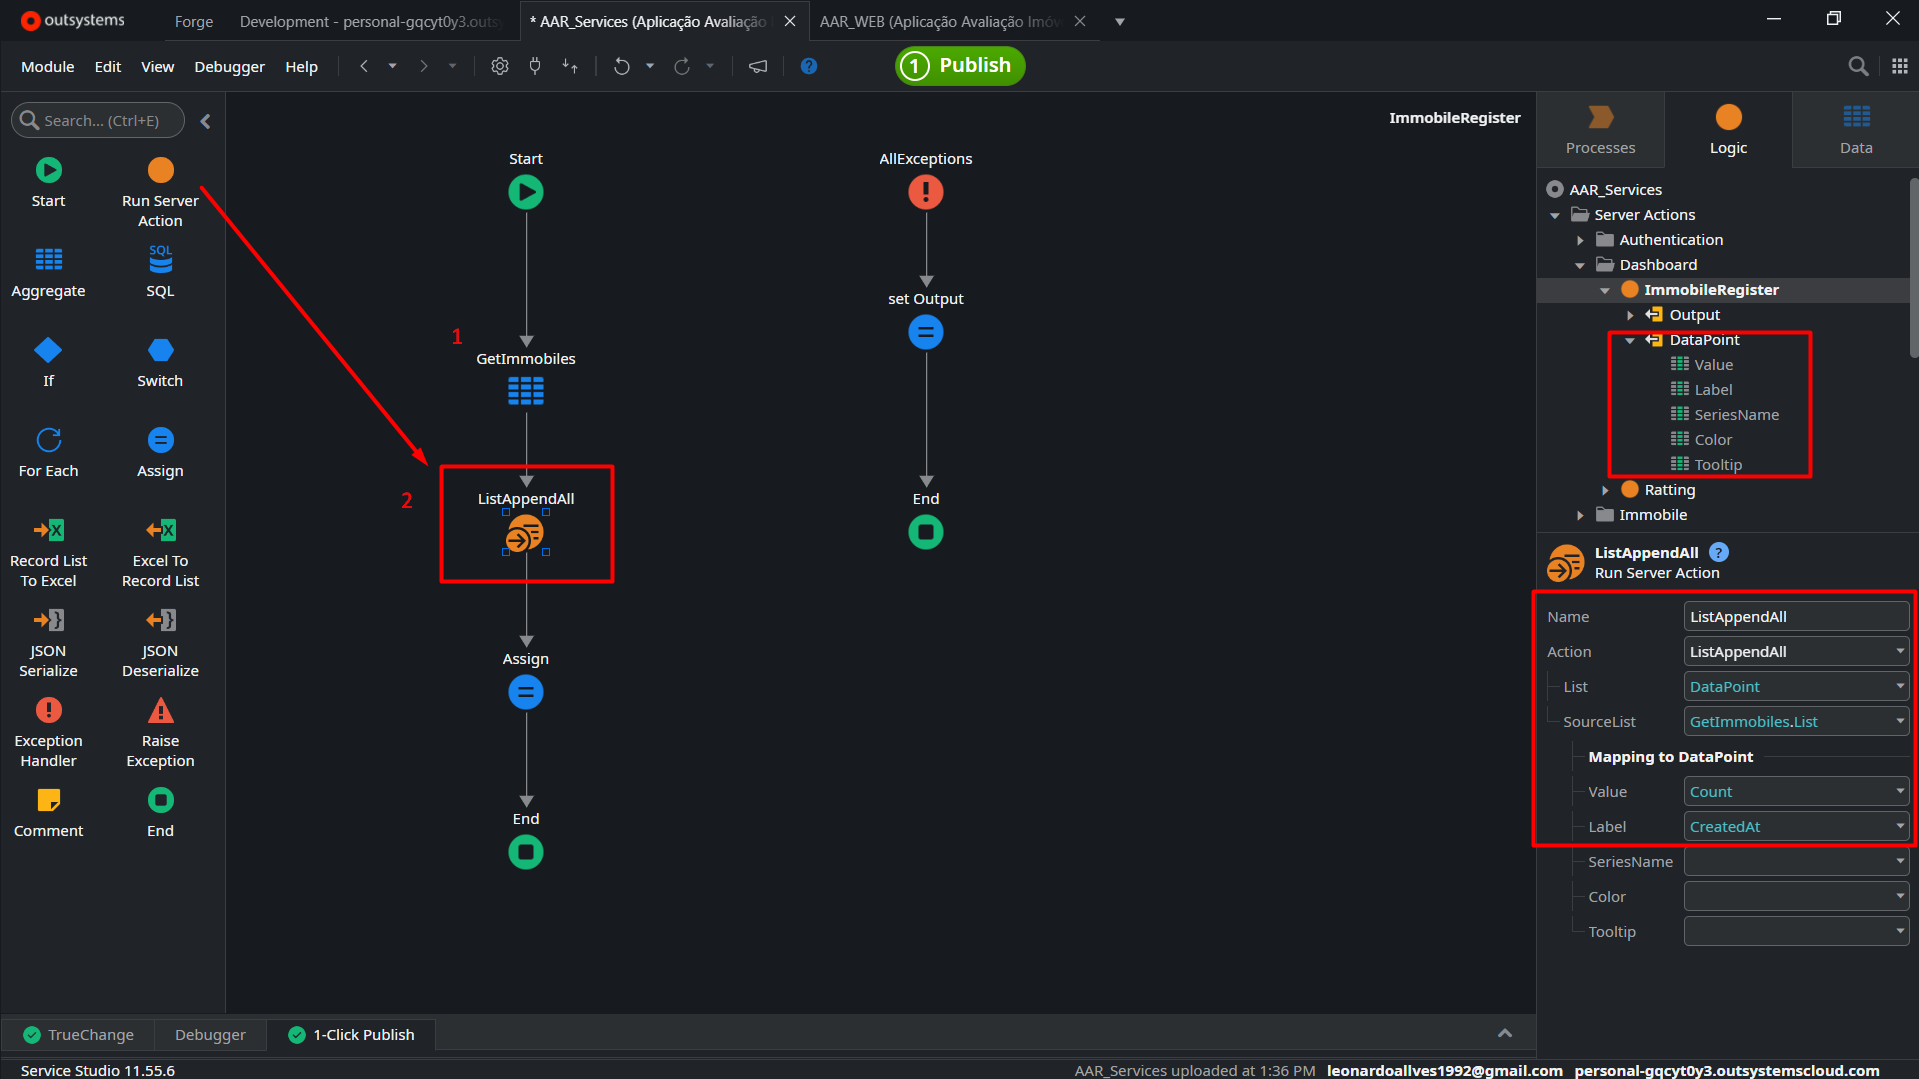 outsystems
Forge
Development - personal-gqcyt0y3.outsy
* AAR_Services (Aplicação Avaliação
AAR_WEB (Aplicação Avaliação Imóv
Module Edit View Debugger Help
1 Publish
Search... (Ctrl+E)
Start
Run Server
Action
Aggregate
SQL
SQL
If
Switch
For Each
Assign
Record List
To Excel
Excel To
Record List
JSON
Serialize
JSON
Deserialize
Exception
Handler
Raise
Exception
Comment
End
ImmobileRegister
Start
1
GetImmobiles
2
ListAppendAll
Assign
End
AllExceptions
set Output
End
Processes
Logic
Data
AAR_Services
Server Actions
Authentication
Dashboard
ImmobileRegister
Output
DataPoint
Value
Label
SeriesName
Color
Tooltip
Ratting
Immobile
ListAppendAll ?
Run Server Action
Name ListAppendAll
Action ListAppendAll
List DataPoint
SourceList GetImmobiles.List
Mapping to DataPoint
Value Count
Label CreatedAt
SeriesName
Color
Tooltip
TrueChange
Debugger
1-Click Publish
Service Studio 11.55.6
AAR_Services uploaded at 1:36 PM leonardoallves1992@gmail.com personal-gqcyt0y3.outsystemscloud.com